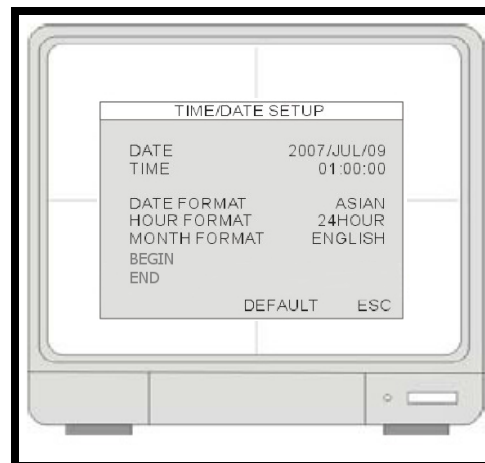 TIME/DATE SETUP
DATE 2007/JUL/09
TIME 01:00:00
DATE FORMAT ASIAN
HOUR FORMAT 24HOUR
MONTH FORMAT ENGLISH
BEGIN
END
DEFAULT ESC